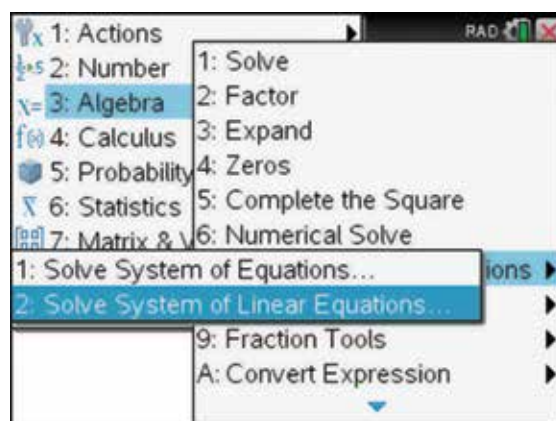 1: Actions
2: Number
3: Algebra
4: Calculus
5: Probability
6: Statistics
7: Matrix & V
RAD
1: Solve
2: Factor
3: Expand
4: Zeros
5: Complete the Square
6: Numerical Solve
ions
1: Solve System of Equations...
2: Solve System of Linear Equations...
9: Fraction Tools
A: Convert Expression